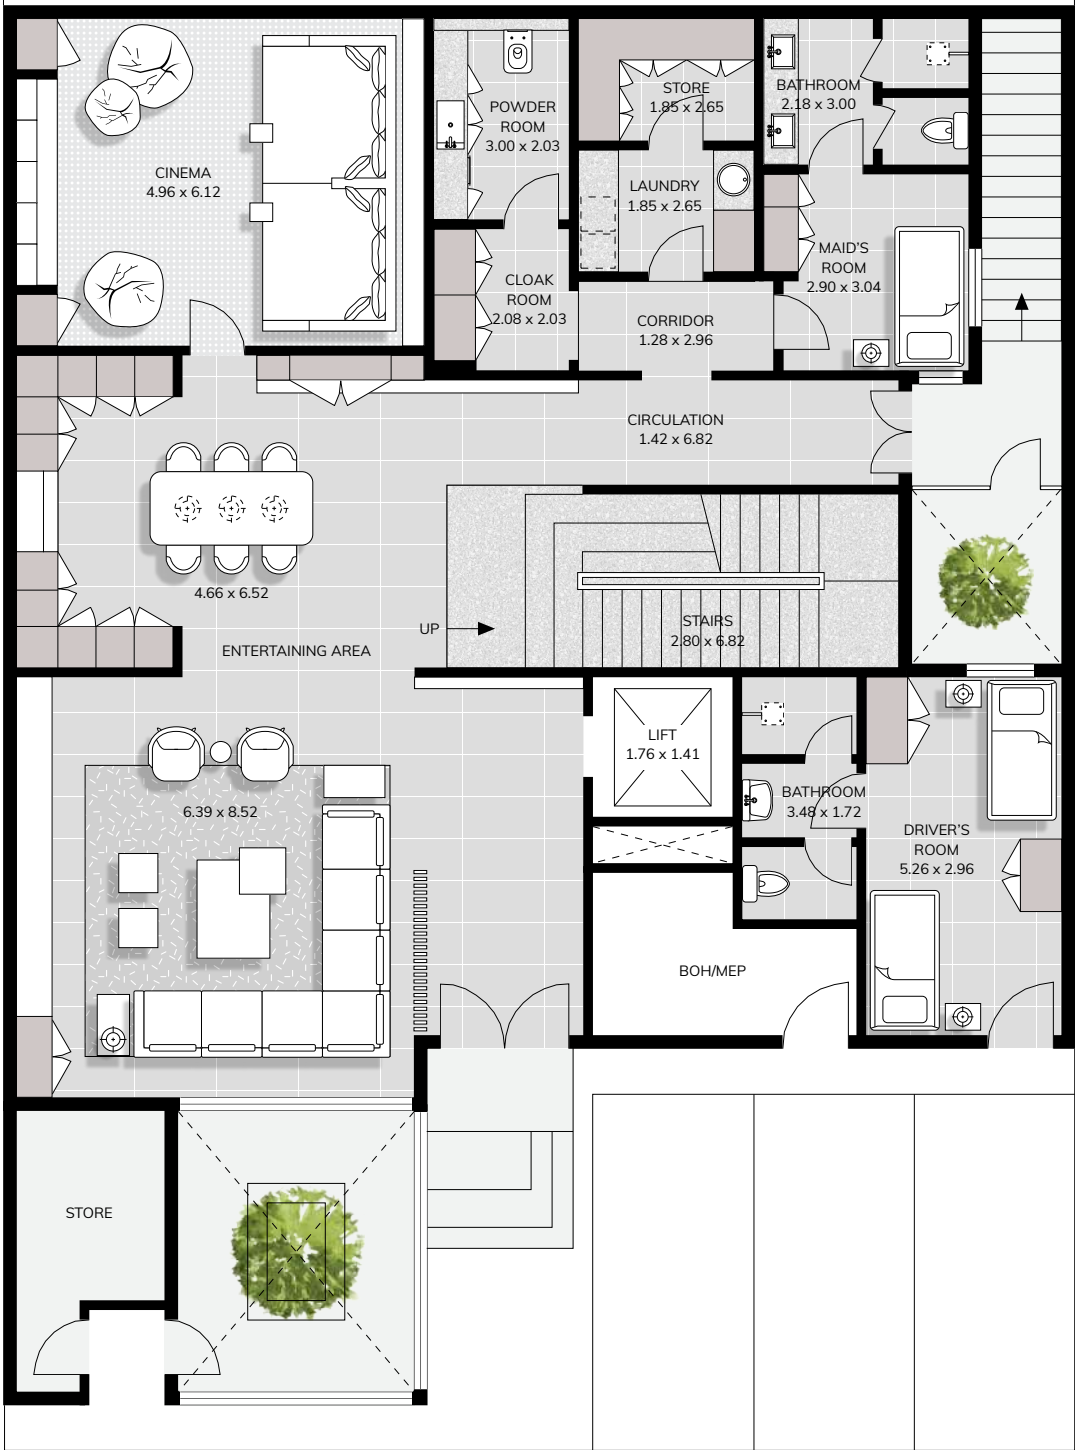 CINEMA
4.96 x 6.12
POWDER
ROOM
3.00 x 2.03
STORE
1.85 x 2.65
BATHROOM
2.18 x 3.00
LAUNDRY
1.85 x 2.65
MAID'S
ROOM
2.90 x 3.04
CLOAK
ROOM
2.08 x 2.03
CORRIDOR
1.28 x 2.96
CIRCULATION
1.42 x 6.82
4.66 x 6.52
UP
STAIRS
2.80 x 6.82
ENTERTAINING AREA
LIFT
1.76 x 1.41
6.39 x 8.52
BATHROOM
3.48 x 1.72
DRIVER'S
ROOM
5.26 x 2.96
BOH/MEP
STORE